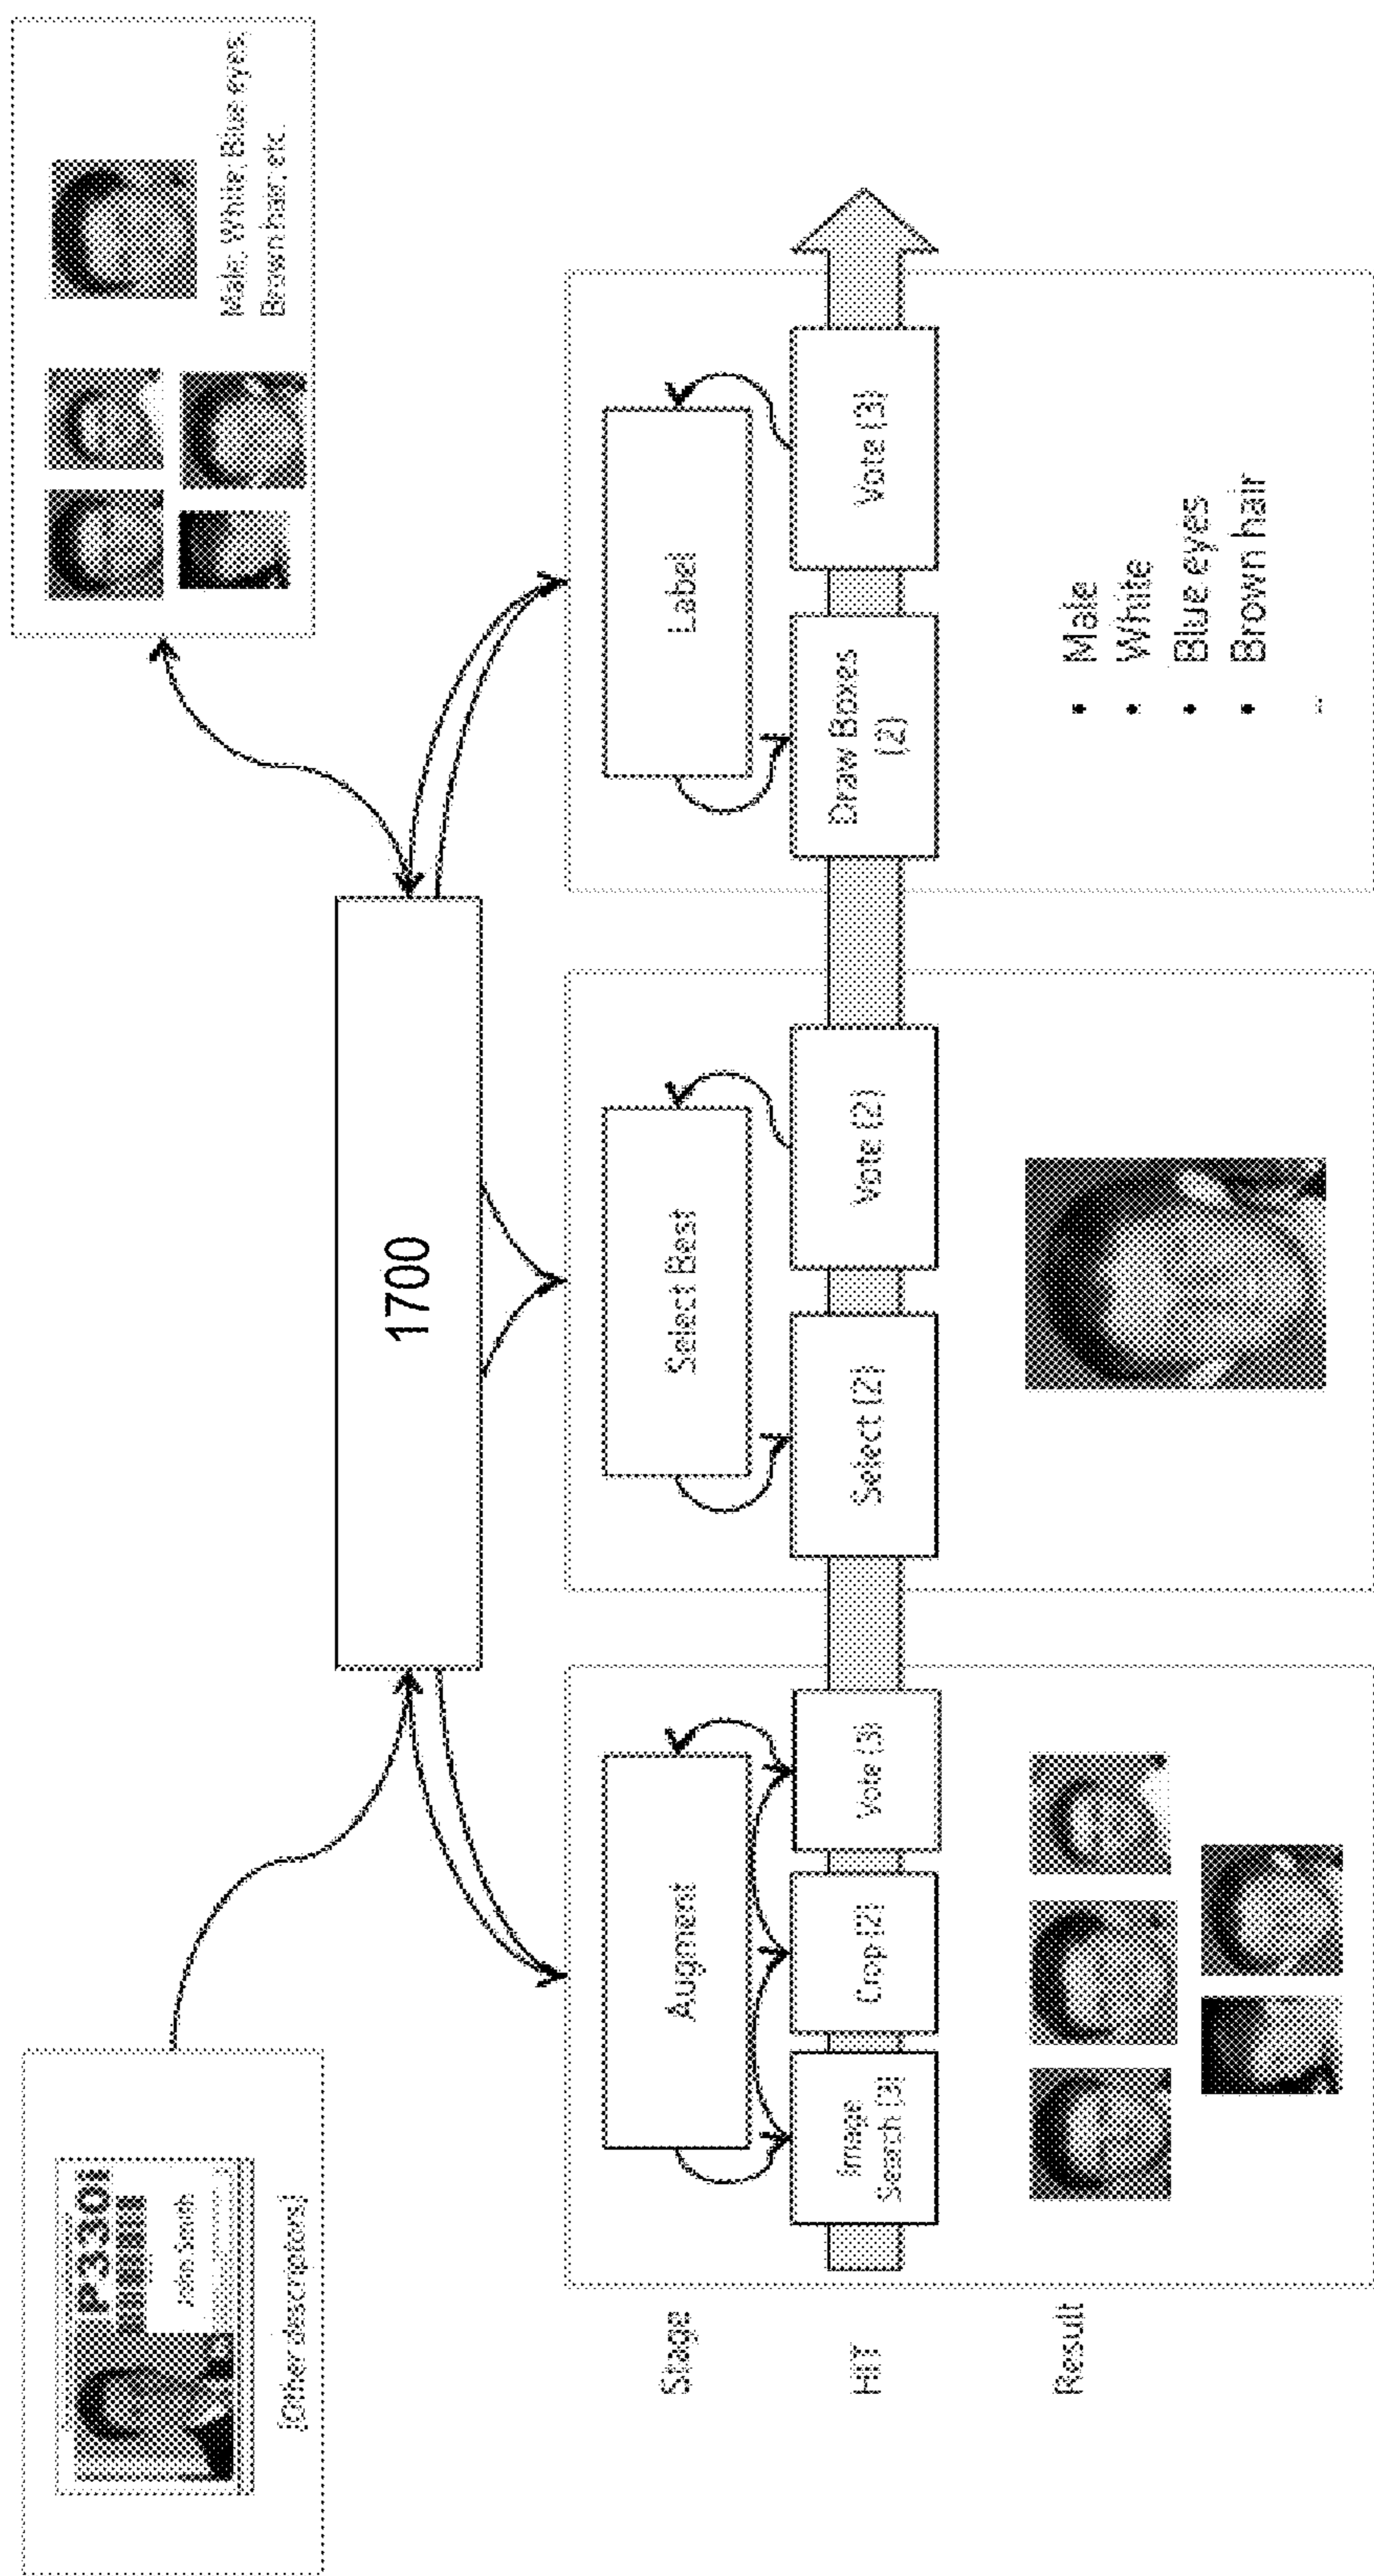 P330i
John Smith
[Other descriptors]
1700
Male, White, Blue eyes,
Brown hair, etc.
Stage
Augment
Select Best
Label
HIT
Image
Search (3)
Crop (2)
Vote (3)
Select (2)
Vote (2)
Draw Boxes
(2)
Vote (3)
Result
• Male
• White
• Blue eyes
• Brown hair